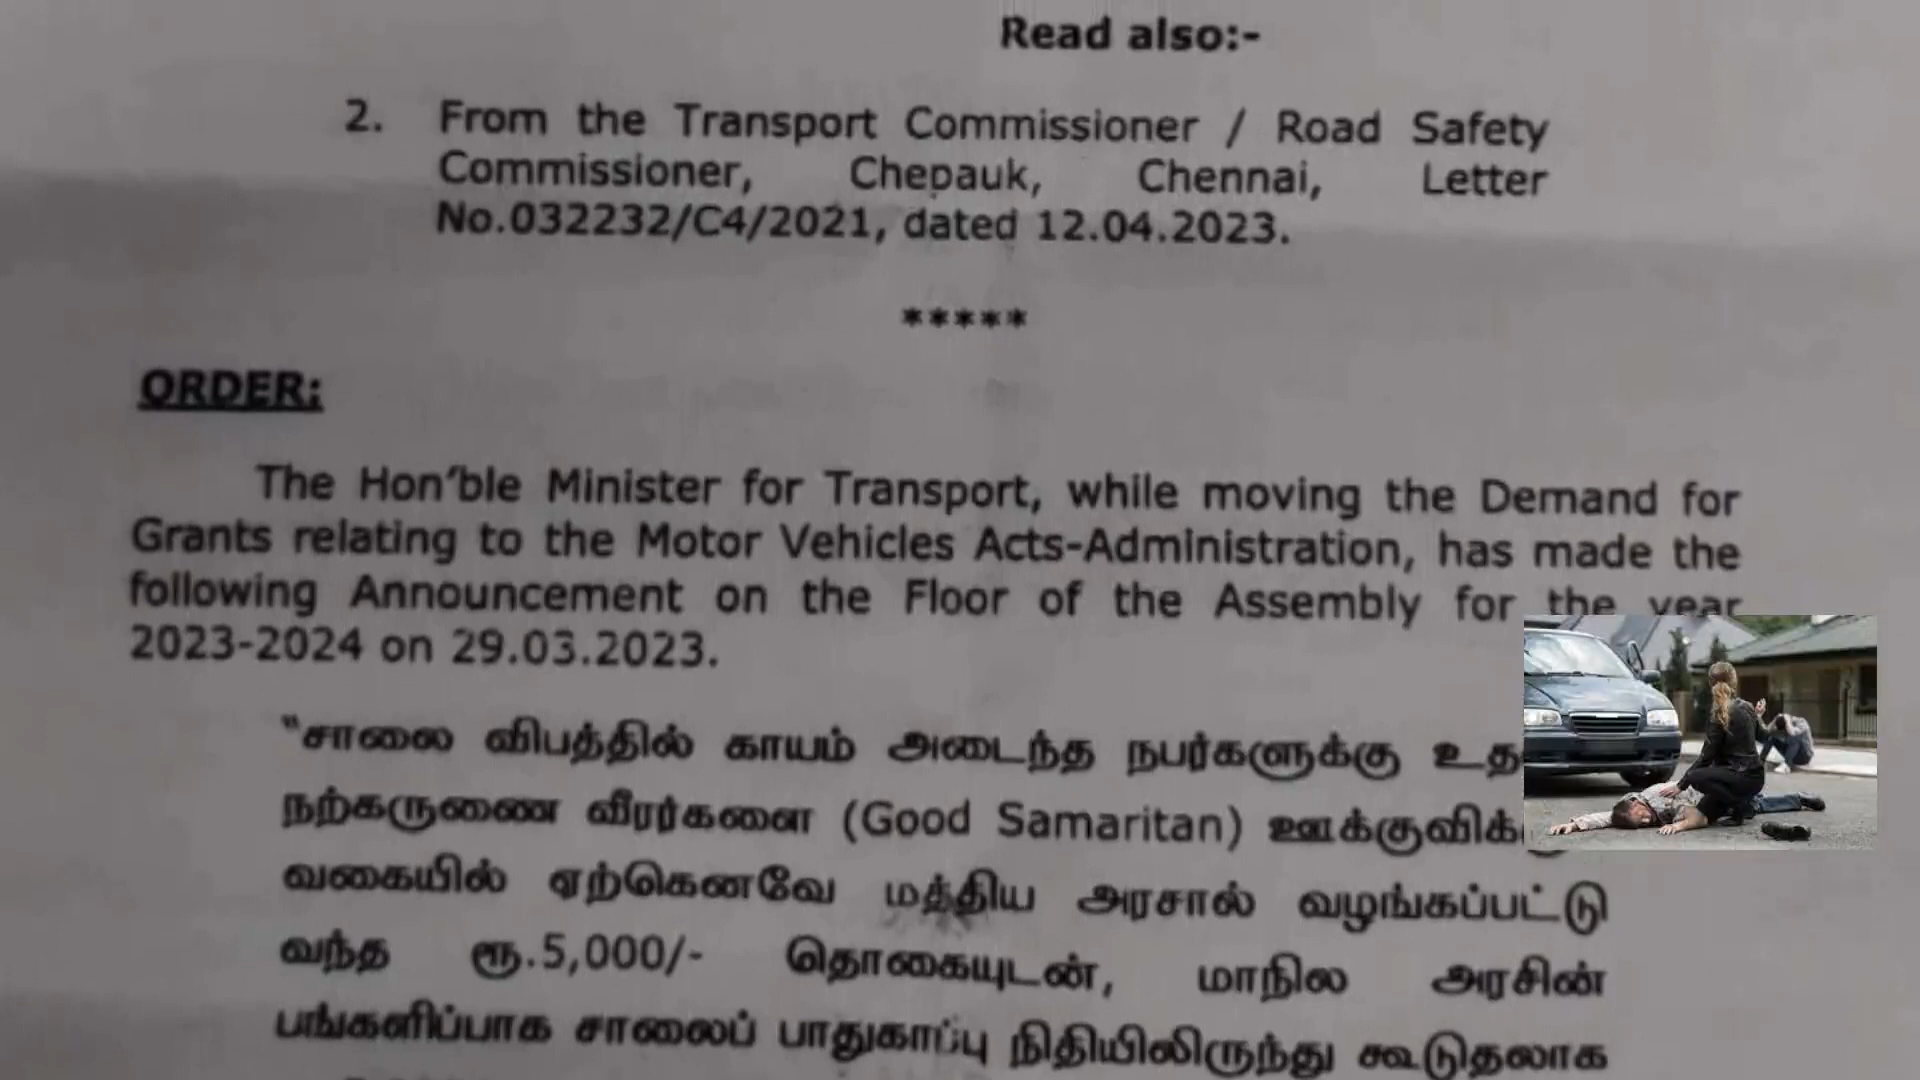 Read also:-
2. From the Transport Commissioner / Road Safety
Commissioner, Chepauk, Chennai, Letter
No.032232/C4/2021, dated 12.04.2023.
*****
ORDER:
The Hon'ble Minister for Transport, while moving the Demand for
Grants relating to the Motor Vehicles Acts-Administration, has made the
following Announcement on the Floor of the Assembly for the year
2023-2024 on 29.03.2023.
"சாலை விபத்தில் காயம் அடைந்த நபர்களுக்கு
நற்கருணை வீரர்களை (Good Samaritan)
வகையில் ஏற்கெனவே மத்திய அரசால் வழங்கப்பட்டு
வந்த ரூ.5,000/- தொகையுடன், மாநில அரசின்
பங்களிப்பாக சாலைப் பாதுகாப்பு நிதியிலிருந்து கூடுதலாக